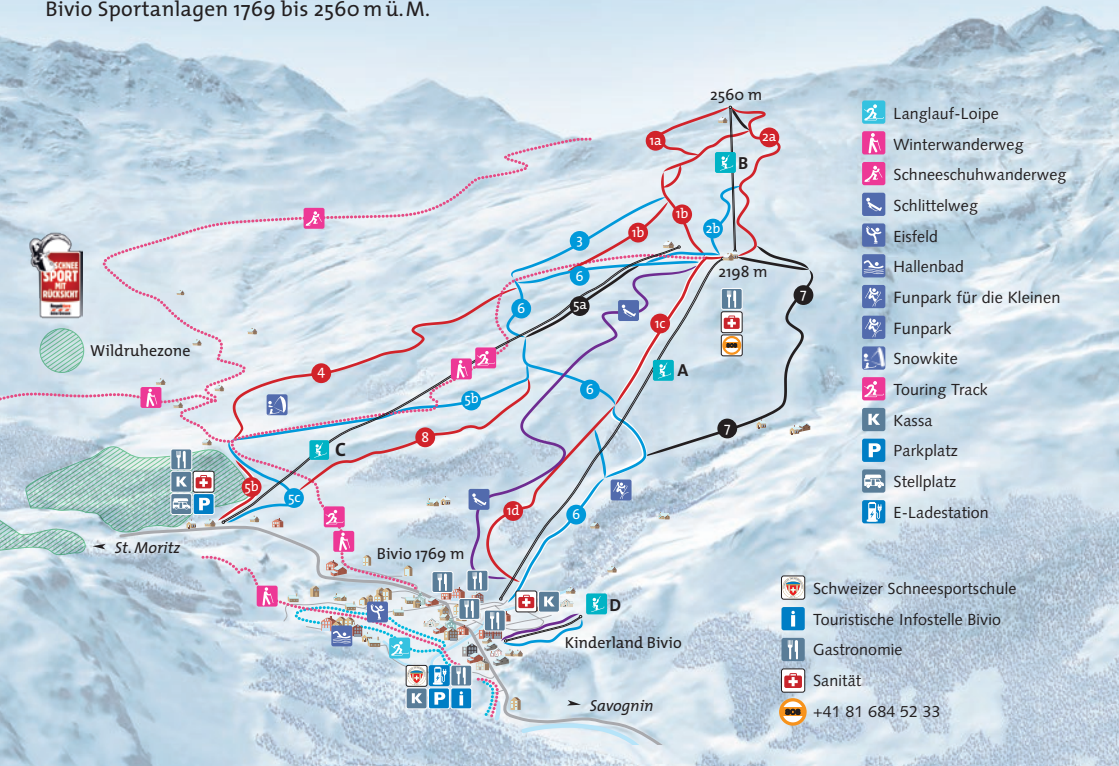 Bivio Sportanlagen 1769 bis 2560 m ü. M.
2560 m
1a
2a
B
1b
2b
3
1b
6
2198 m
5a
6
7
1c
A
4
5b
6
8
7
C
5b
5c
1d
6
SCHNEE
SPORT
MIT
RÜCKSICHT
Wildruhezone
K
P
St. Moritz
Bivio 1769 m
K
D
Kinderland Bivio
K
P
i
Savognin
SOS
Langlauf-Loipe
Winterwanderweg
Schneeschuhwanderweg
Schlittelweg
Eisfeld
Hallenbad
Funpark für die Kleinen
Funpark
Snowkite
Touring Track
K Kassa
P Parkplatz
Stellplatz
E-Ladestation
Schweizer Schneesportschule
i Touristische Infostelle Bivio
Gastronomie
Sanität
SOS +41 81 684 52 33